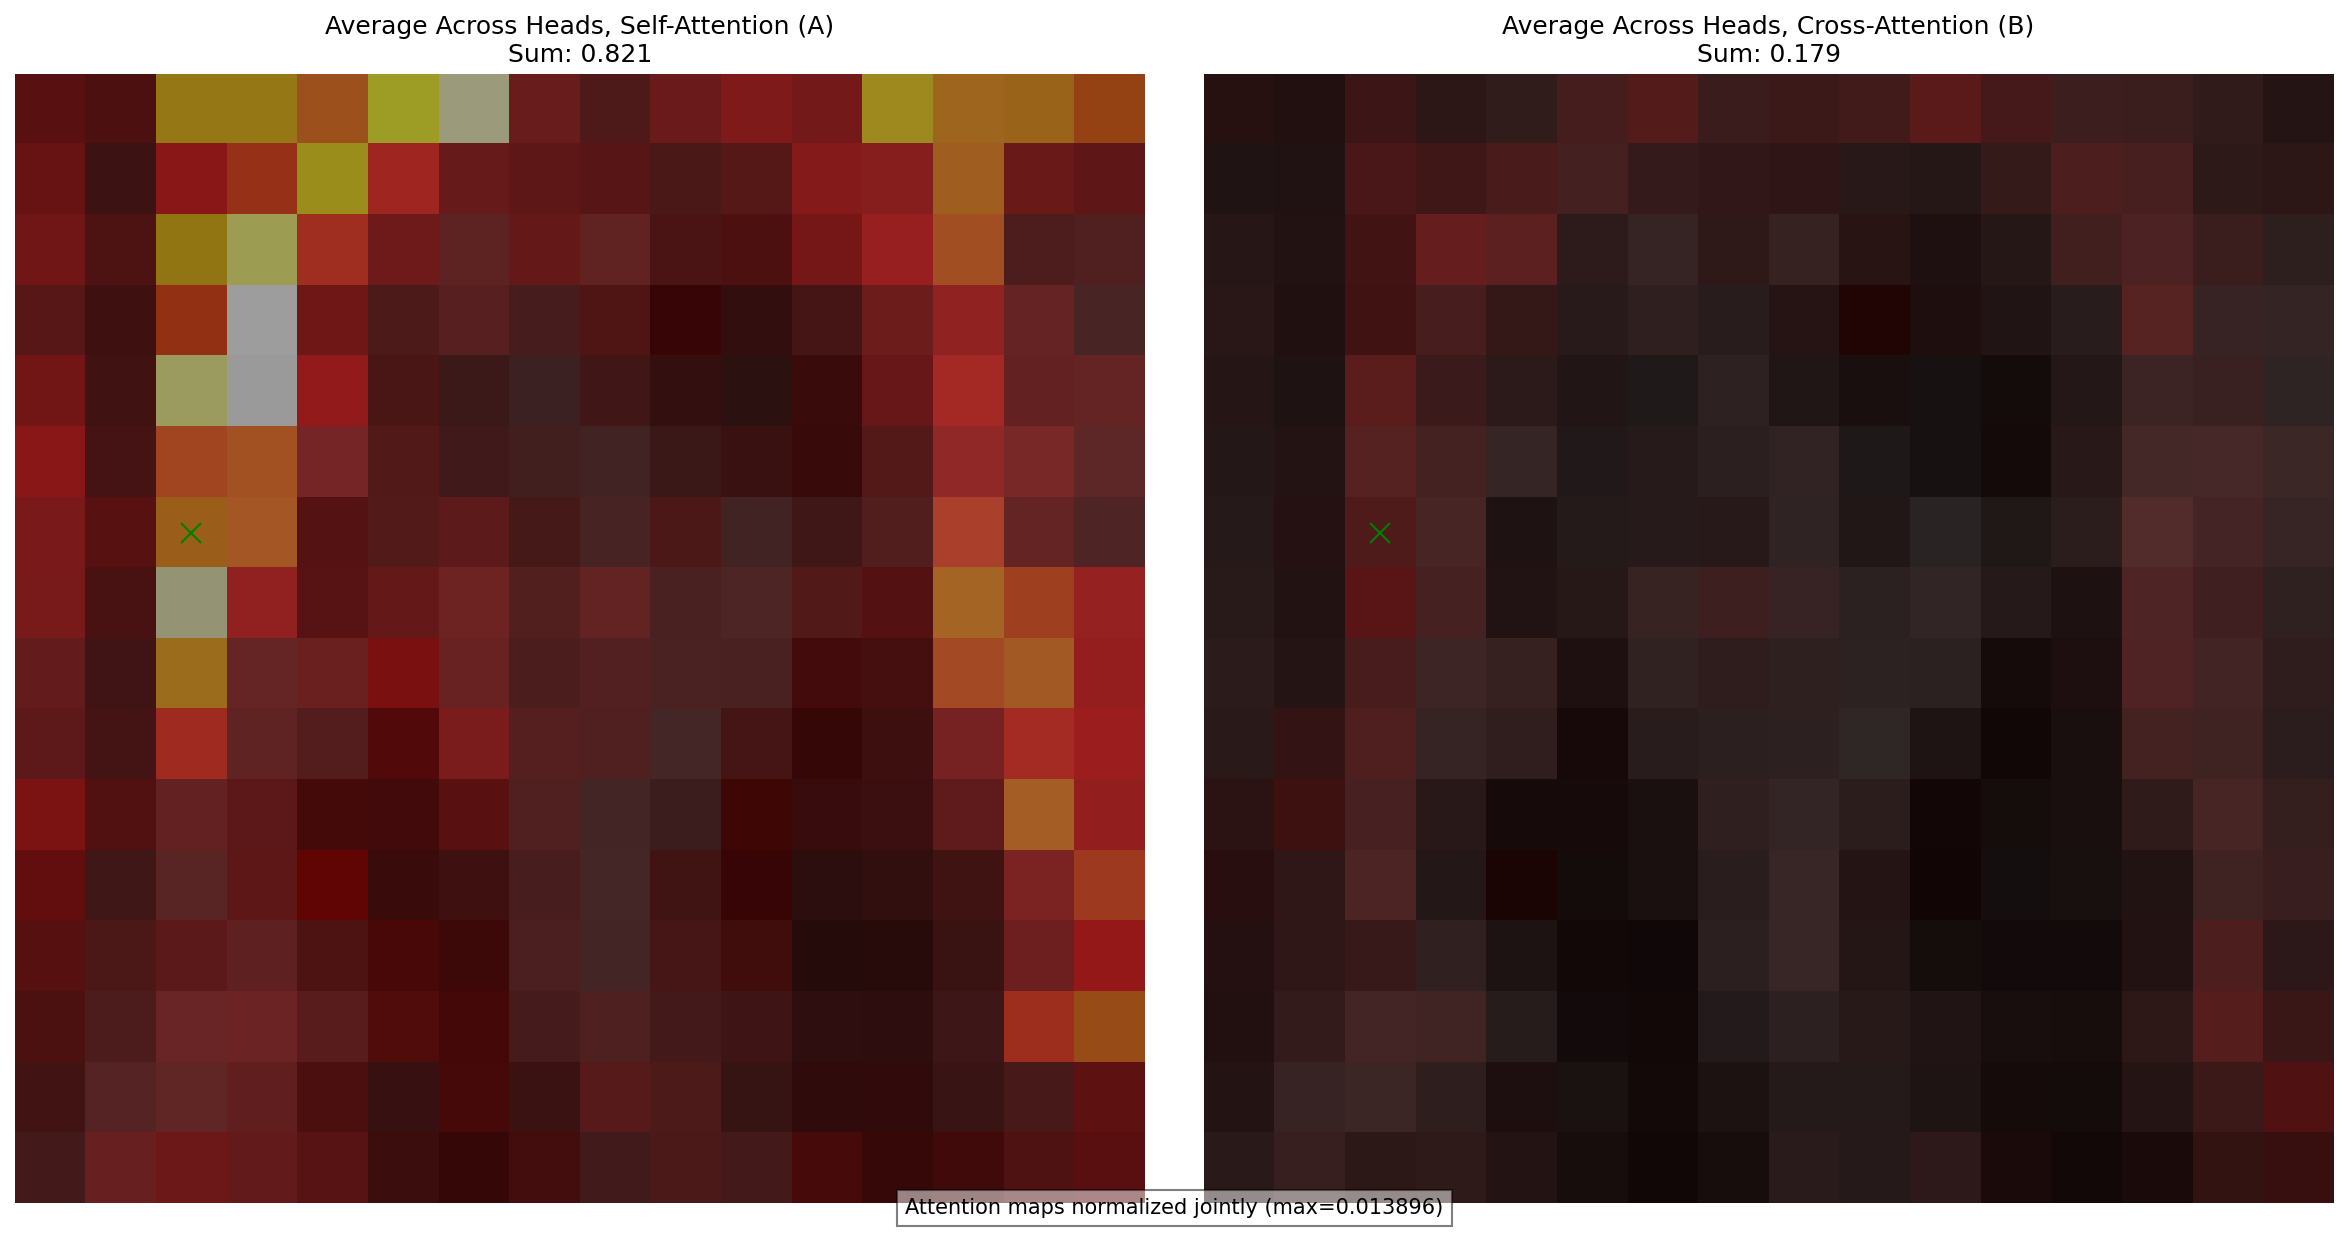 Average Across Heads, Self-Attention (A)
Sum: 0.821
Average Across Heads, Cross-Attention (B)
Sum: 0.179
Attention maps normalized jointly (max=0.013896)